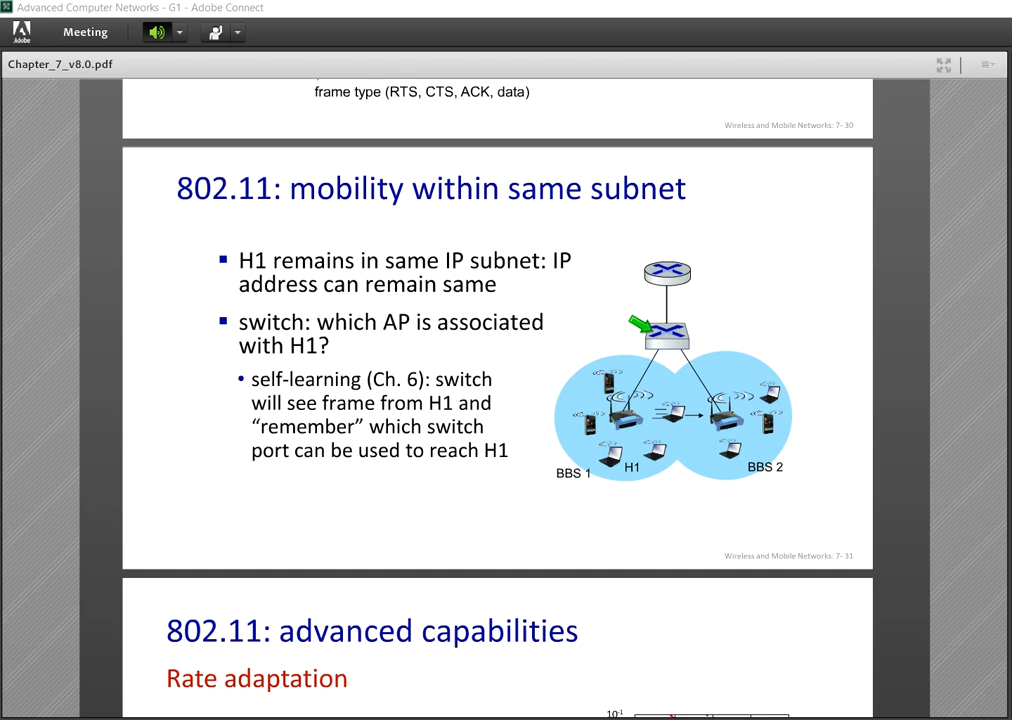 Advanced Computer Networks - G1 - Adobe Connect
Adobe
Meeting
Chapter_7_v8.0.pdf
frame type (RTS, CTS, ACK, data)
Wireless and Mobile Networks: 7- 30
802.11: mobility within same subnet
▪ H1 remains in same IP subnet: IP
address can remain same
▪ switch: which AP is associated
with H1?
• self-learning (Ch. 6): switch
will see frame from H1 and
“remember” which switch
port can be used to reach H1
BBS 1
H1
BBS 2
Wireless and Mobile Networks: 7- 31
802.11: advanced capabilities
Rate adaptation
10-1